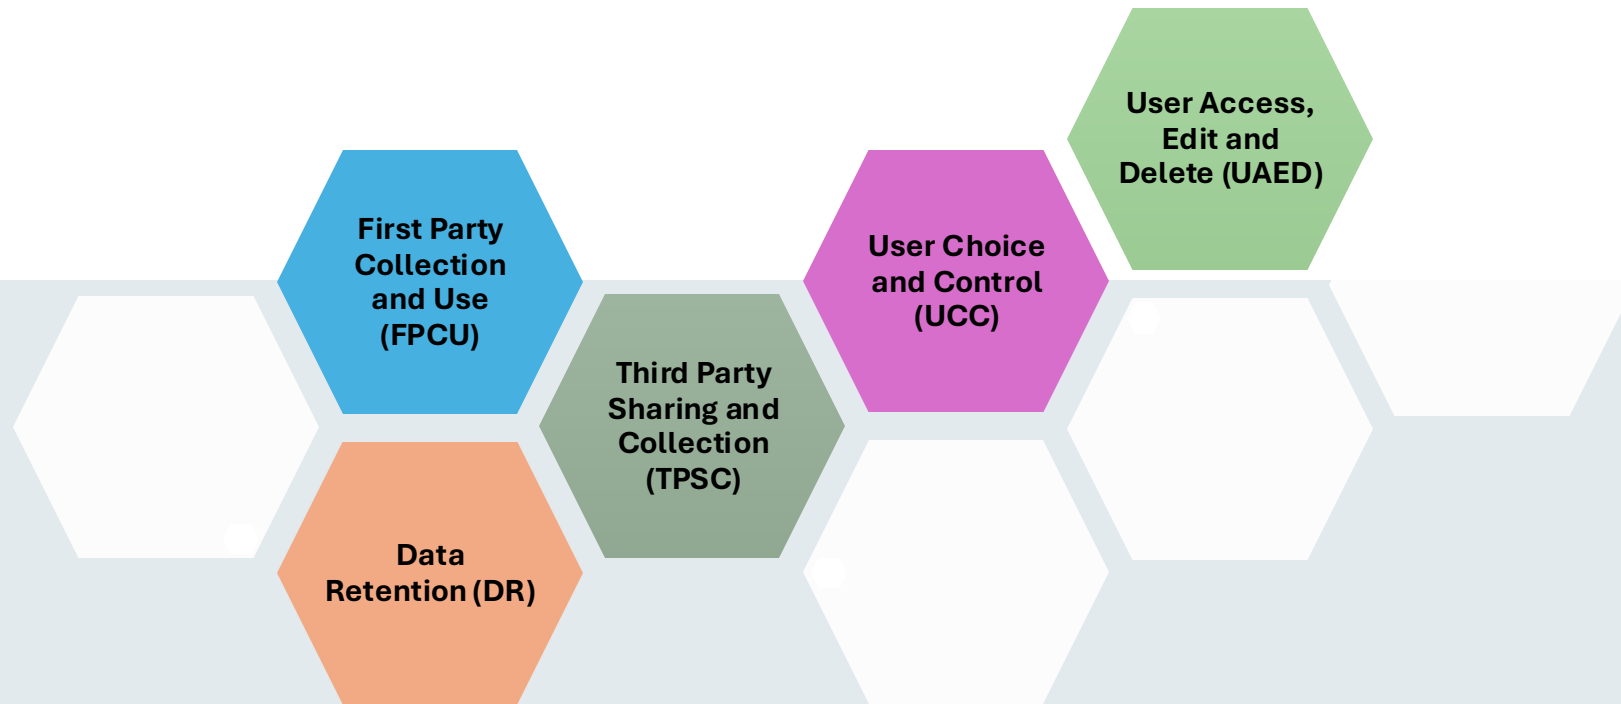 User Access,
Edit and
Delete (UAED)
First Party
Collection
and Use
(FPCU)
User Choice
and Control
(UCC)
Third Party
Sharing and
Collection
(TPSC)
Data
Retention (DR)